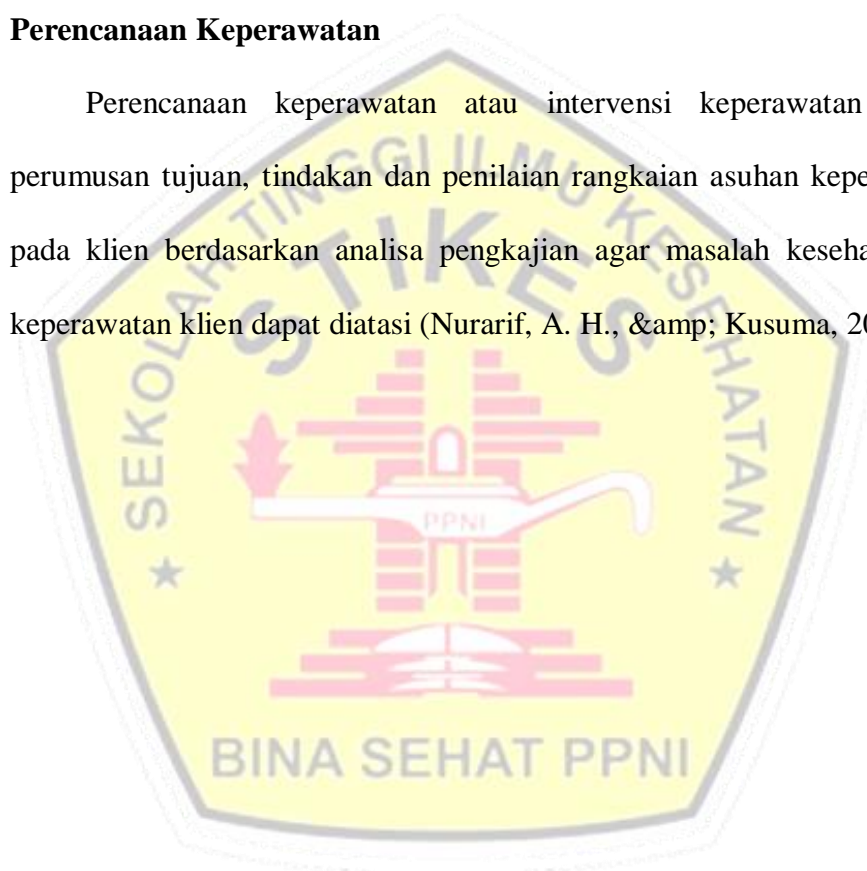 Perencanaan Keperawatan
Perencanaan keperawatan atau intervensi keperawatan
perumusan tujuan, tindakan dan penilaian rangkaian asuhan kepe
pada klien berdasarkan analisa pengkajian agar masalah keseha
keperawatan klien dapat diatasi (Nurarif, A. H., &amp; Kusuma, 20
SEKOLAH TINGGI ILMU KESEHATAN
STIKES
PPNI
BINA SEHAT PPNI